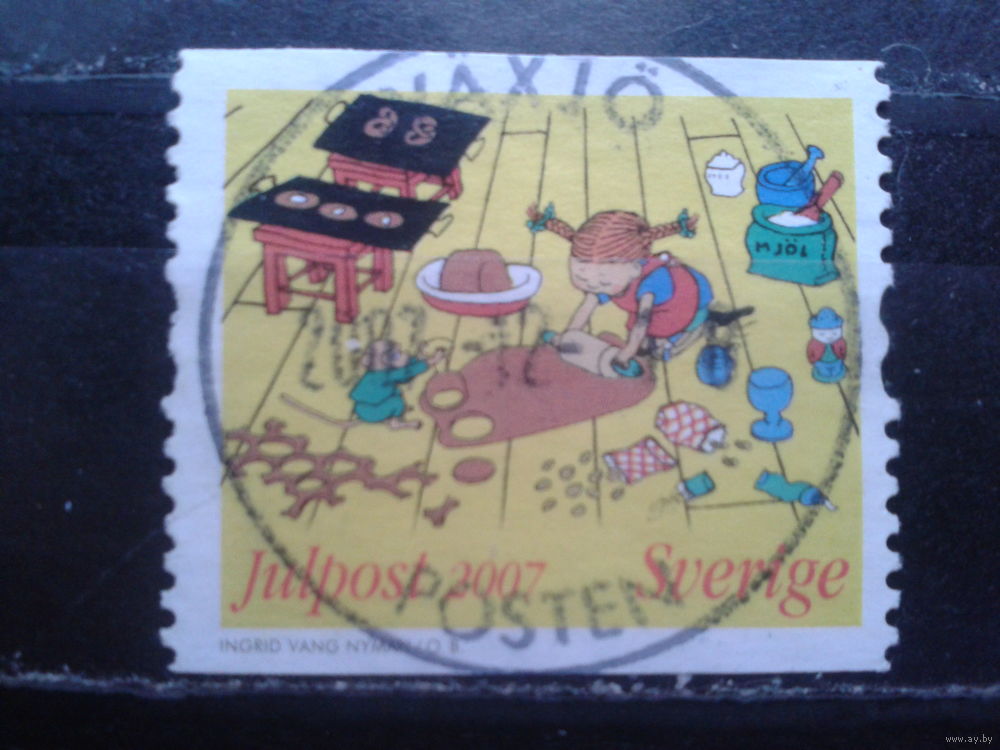 VÄXJÖ
MJÖL
Julpost 2007 Sverige
POSTEN
INGRID VANG NYMAN / O B
www.ay.by